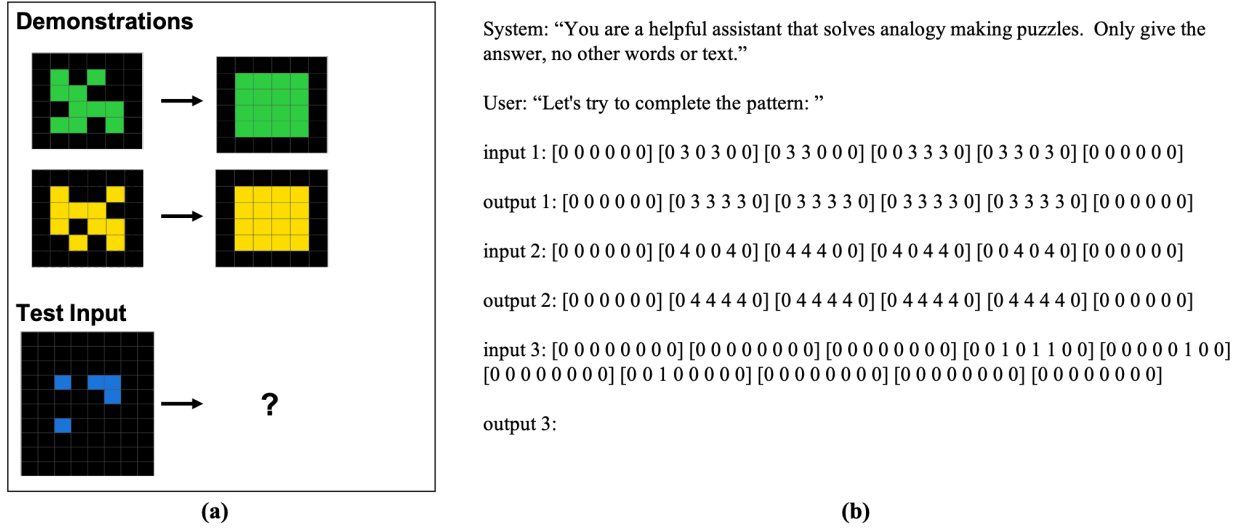 Demonstrations
Test Input
?
(a)
System: “You are a helpful assistant that solves analogy making puzzles.  Only give the
answer, no other words or text.”
User: “Let's try to complete the pattern: ”
input 1: [0 0 0 0 0 0] [0 3 0 3 0 0] [0 3 3 0 0 0] [0 0 3 3 3 0] [0 3 3 0 3 0] [0 0 0 0 0 0]
output 1: [0 0 0 0 0 0] [0 3 3 3 3 0] [0 3 3 3 3 0] [0 3 3 3 3 0] [0 3 3 3 3 0] [0 0 0 0 0 0]
input 2: [0 0 0 0 0 0] [0 4 0 0 4 0] [0 4 4 4 0 0] [0 4 0 4 4 0] [0 0 4 0 4 0] [0 0 0 0 0 0]
output 2: [0 0 0 0 0 0] [0 4 4 4 4 0] [0 4 4 4 4 0] [0 4 4 4 4 0] [0 4 4 4 4 0] [0 0 0 0 0 0]
input 3: [0 0 0 0 0 0 0 0] [0 0 0 0 0 0 0 0] [0 0 0 0 0 0 0 0] [0 0 1 0 1 1 0 0] [0 0 0 0 0 1 0 0]
[0 0 0 0 0 0 0 0] [0 0 1 0 0 0 0 0] [0 0 0 0 0 0 0 0] [0 0 0 0 0 0 0 0] [0 0 0 0 0 0 0 0]
output 3:
(b)